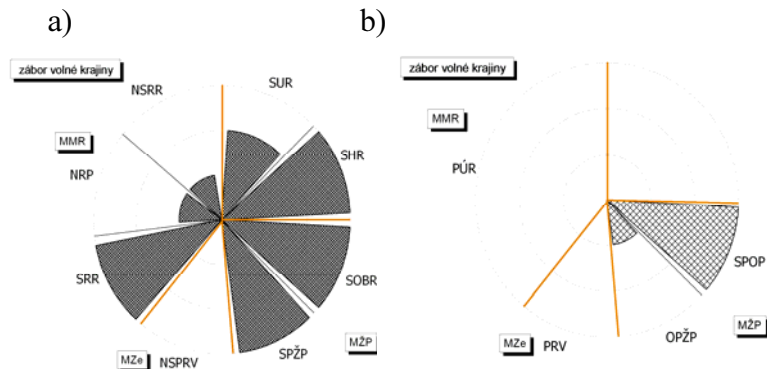 a)
zábor volné krajiny
NSRR
SUR
MMR
SHR
NRP
SRR
SOBR
MŽP
SPŽP
MZe
NSPRV
b)
zábor volné krajiny
MMR
PÚR
SPOP
MŽP
OPŽP
MZe
PRV